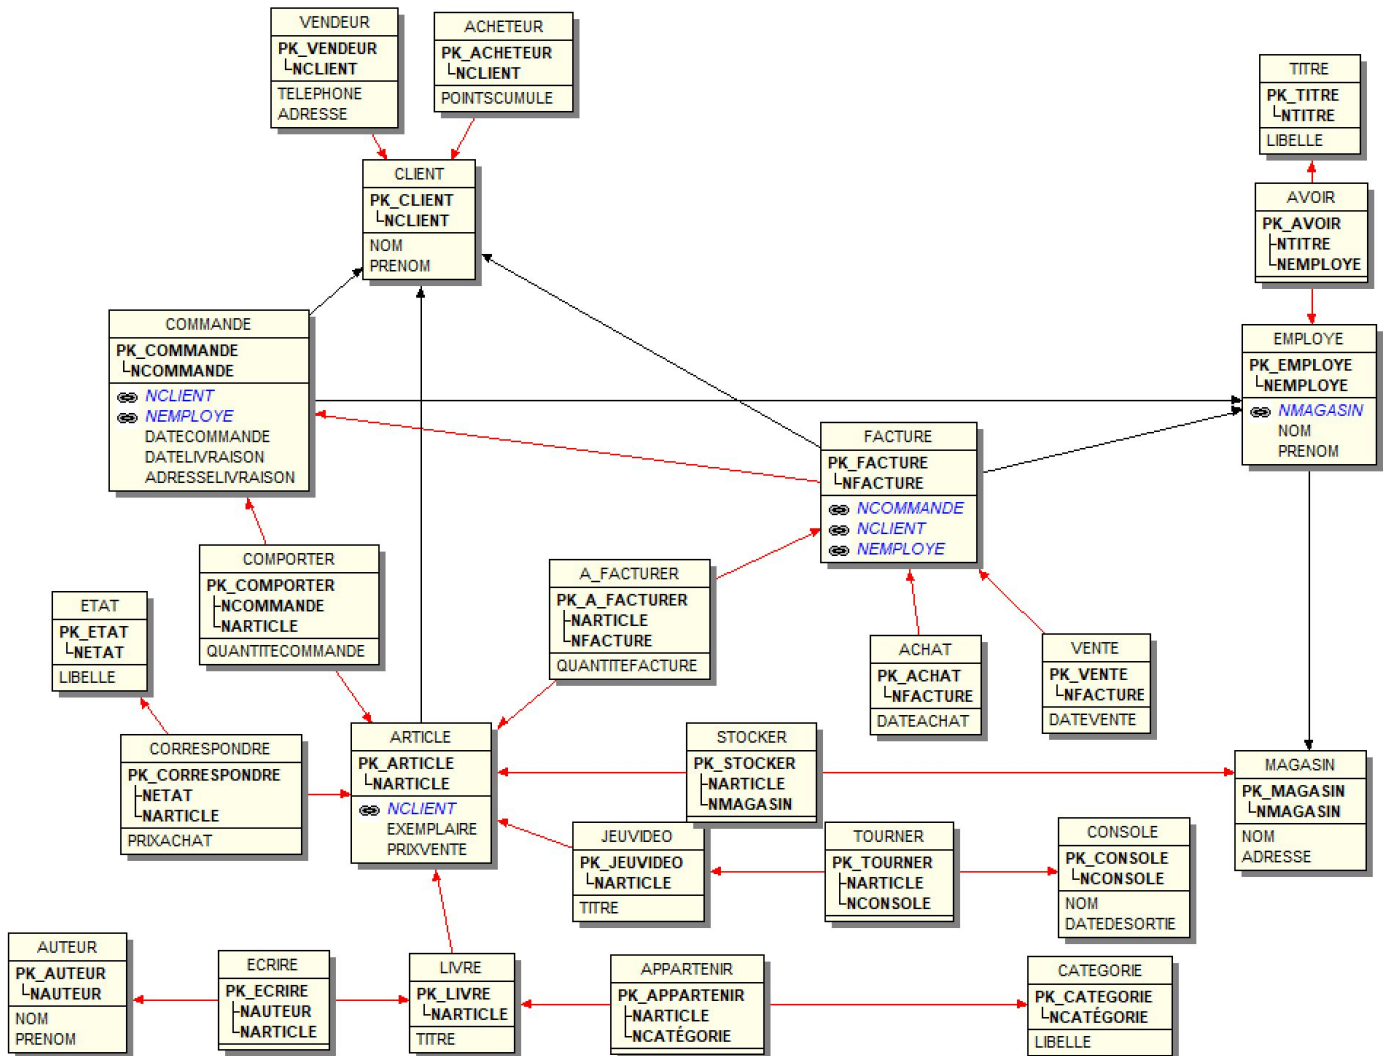 VENDEUR
PK_VENDEUR
NCLIENT
TELEPHONE
ADRESSE
ACHETEUR
PK_ACHETEUR
NCLIENT
POINTSCUMULE
TITRE
PK_TITRE
NTITRE
LIBELLE
CLIENT
PK_CLIENT
NCLIENT
NOM
PRENOM
AVOIR
PK_AVOIR
NTITRE
NEMPLOYE
COMMANDE
PK_COMMANDE
NCOMMANDE
NCLIENT
NEMPLOYE
DATECOMMANDE
DATELIVRAISON
ADRESSELIVRAISON
EMPLOYE
PK_EMPLOYE
NEMPLOYE
NMAGASIN
NOM
PRENOM
FACTURE
PK_FACTURE
NFACTURE
NCOMMANDE
NCLIENT
NEMPLOYE
COMPORTER
PK_COMPORTER
NCOMMANDE
NARTICLE
QUANTITECOMMANDE
A_FACTURER
PK_A_FACTURER
NARTICLE
NFACTURE
QUANTITEFACTURE
ETAT
PK_ETAT
NETAT
LIBELLE
ACHAT
PK_ACHAT
NFACTURE
DATEACHAT
VENTE
PK_VENTE
NFACTURE
DATEVENTE
CORRESPONDRE
PK_CORRESPONDRE
NETAT
NARTICLE
PRIXACHAT
ARTICLE
PK_ARTICLE
NARTICLE
NCLIENT
EXEMPLAIRE
PRIXVENTE
STOCKER
PK_STOCKER
NARTICLE
NMAGASIN
MAGASIN
PK_MAGASIN
NMAGASIN
NOM
ADRESSE
JEUVIDEO
PK_JEUVIDEO
NARTICLE
TITRE
TOURNER
PK_TOURNER
NARTICLE
NCONSOLE
CONSOLE
PK_CONSOLE
NCONSOLE
NOM
DATEDESORTIE
AUTEUR
PK_AUTEUR
NAUTEUR
NOM
PRENOM
ECRIRE
PK_ECRIRE
NAUTEUR
NARTICLE
LIVRE
PK_LIVRE
NARTICLE
TITRE
APPARTENIR
PK_APPARTENIR
NARTICLE
NCATÉGORIE
CATEGORIE
PK_CATEGORIE
NCATÉGORIE
LIBELLE